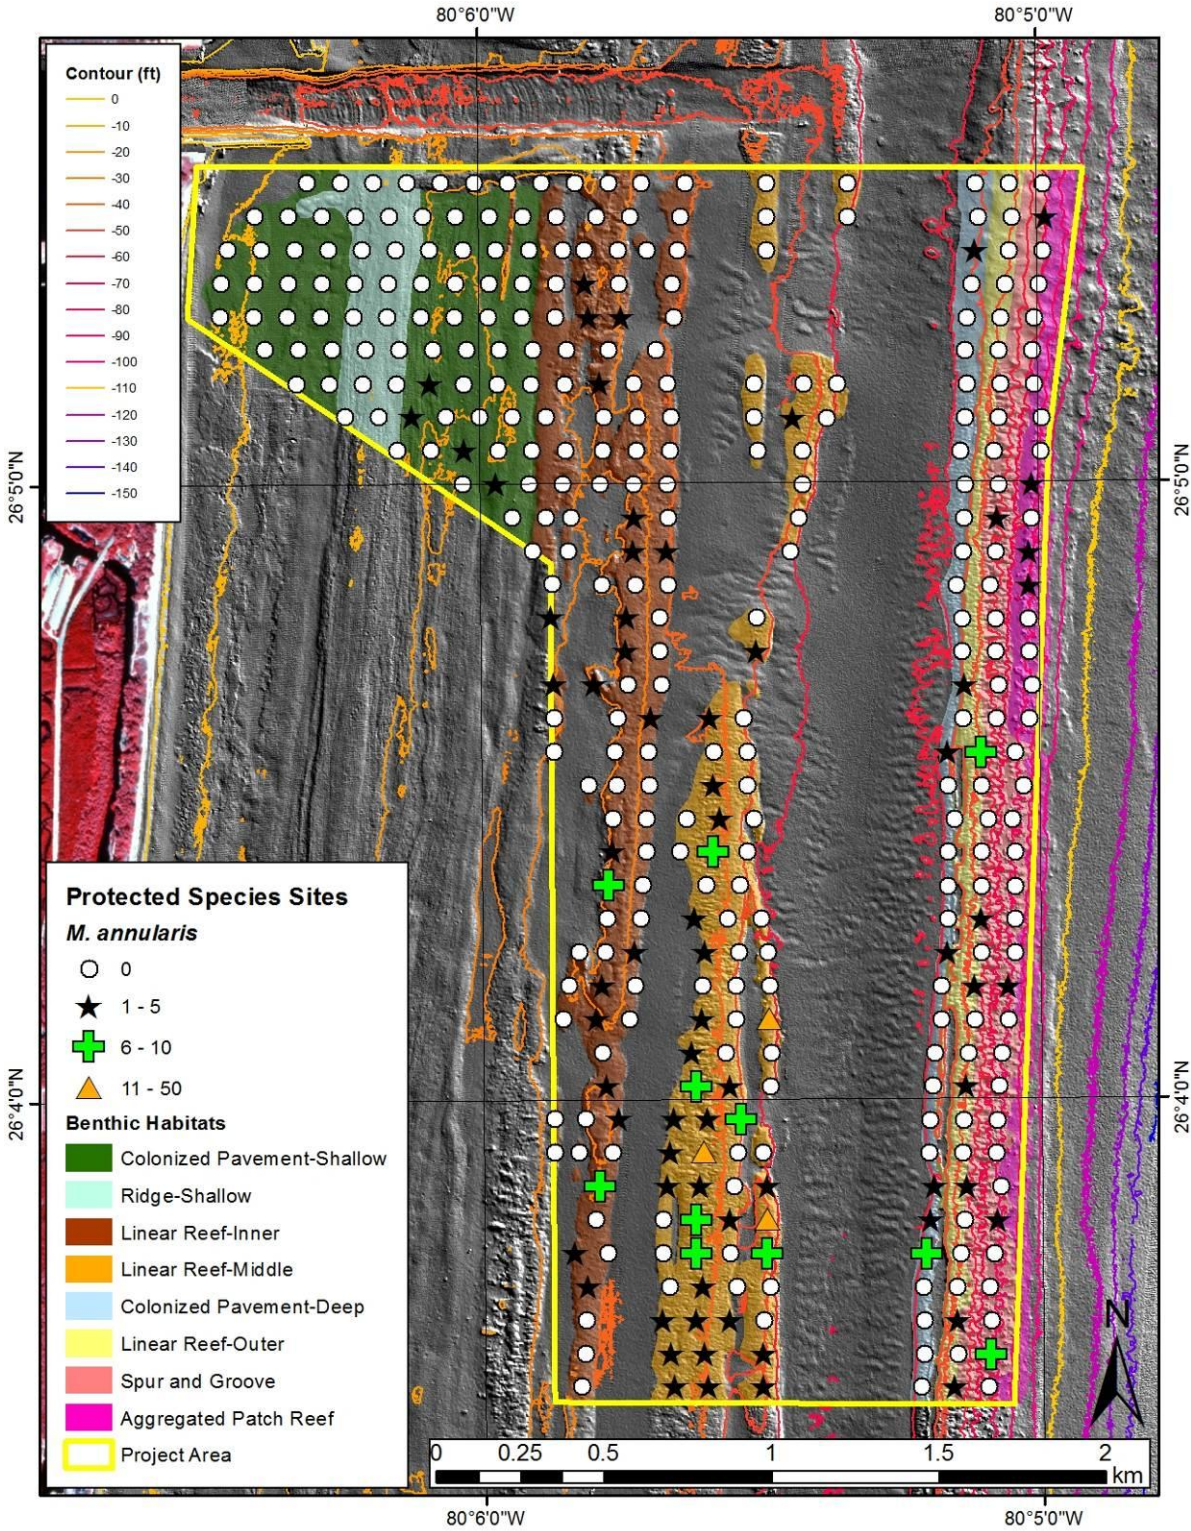 80°6'0"W
80°5'0"W
Contour (ft)
0
-10
-20
-30
-40
-50
-60
-70
-80
-90
-100
-110
-120
-130
-140
-150
26°5'0"N
26°5'0"N
Protected Species Sites
M. annularis
0
1 - 5
6 - 10
11 - 50
Benthic Habitats
Colonized Pavement-Shallow
Ridge-Shallow
Linear Reef-Inner
Linear Reef-Middle
Colonized Pavement-Deep
Linear Reef-Outer
Spur and Groove
Aggregated Patch Reef
Project Area
26°4'0"N
26°4'0"N
N
0 0.25 0.5 1 1.5 2
km
80°6'0"W
80°5'0"W